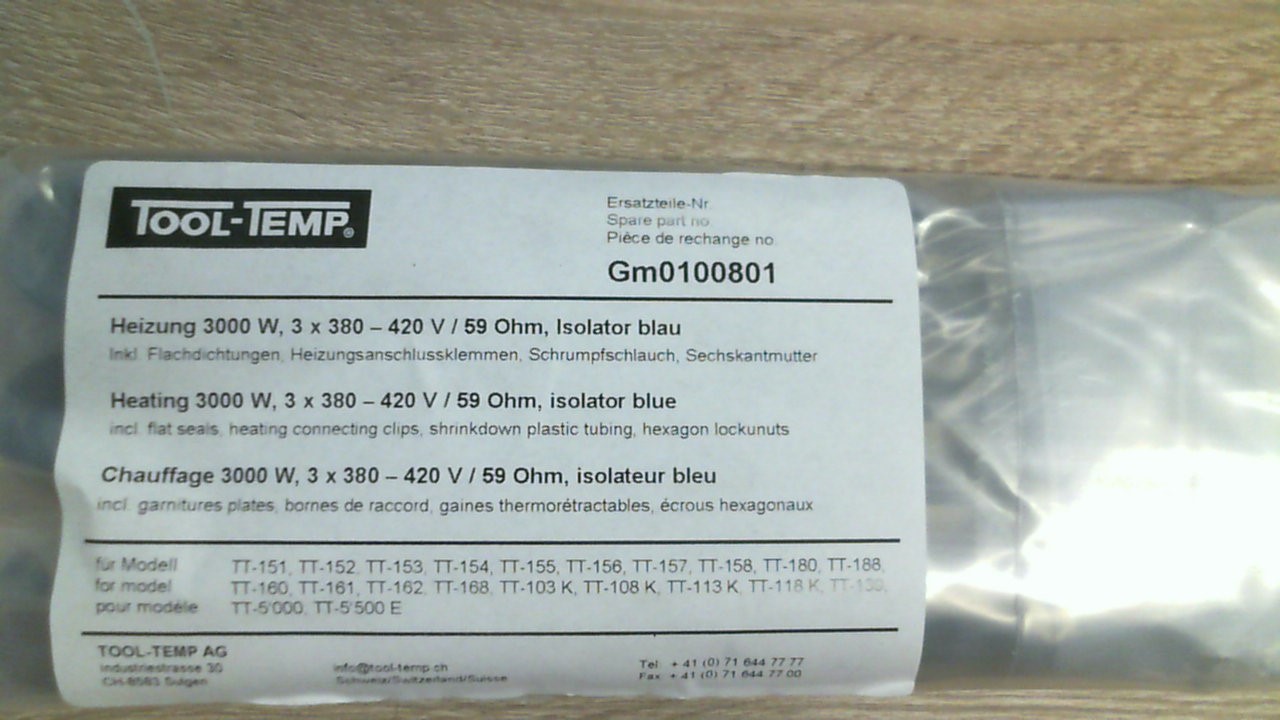 TOOL-TEMP®
Ersatzteile-Nr.
Spare part no.
Pièce de rechange no
Gm0100801
Heizung 3000 W, 3 x 380 – 420 V / 59 Ohm, Isolator blau
Inkl. Flachdichtungen, Heizungsanschlussklemmen, Schrumpfschlauch, Sechskantmutter
Heating 3000 W, 3 x 380 – 420 V / 59 Ohm, isolator blue
incl. flat seals, heating connecting clips, shrinkdown plastic tubing, hexagon lockunuts
Chauffage 3000 W, 3 x 380 – 420 V / 59 Ohm, isolateur bleu
incl. garnitures plates, bornes de raccord, gaines thermorétractables, écrous hexagonaux
für Modell TT-151, TT-152, TT-153, TT-154, TT-155, TT-156, TT-157, TT-158, TT-180, TT-188,
for model TT-160, TT-161, TT-162, TT-168, TT-103 K, TT-108 K, TT-113 K, TT-118 K,
pour modèle TT-5'000, TT-5'500 E
TOOL-TEMP AG
Industriestrasse 30 info@tool-temp.ch Tel. + 41 (0) 71 644 77 77
CH-8583 Sulgen Schweiz/Switzerland/Suisse Fax + 41 (0) 71 644 77 00